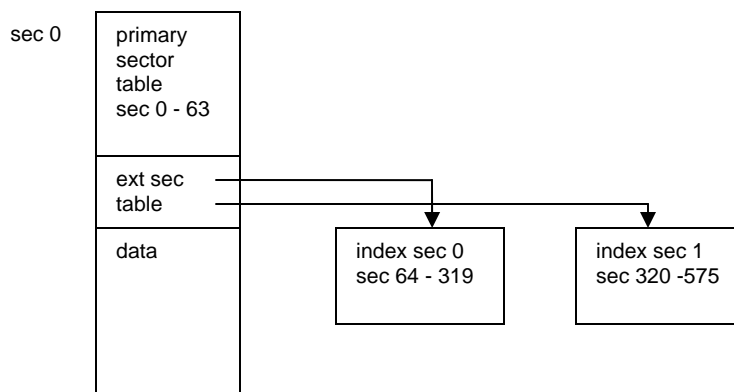 sec 0
primary
sector
table
sec 0 - 63
ext sec
table
data
index sec 0
sec 64 - 319
index sec 1
sec 320 -575